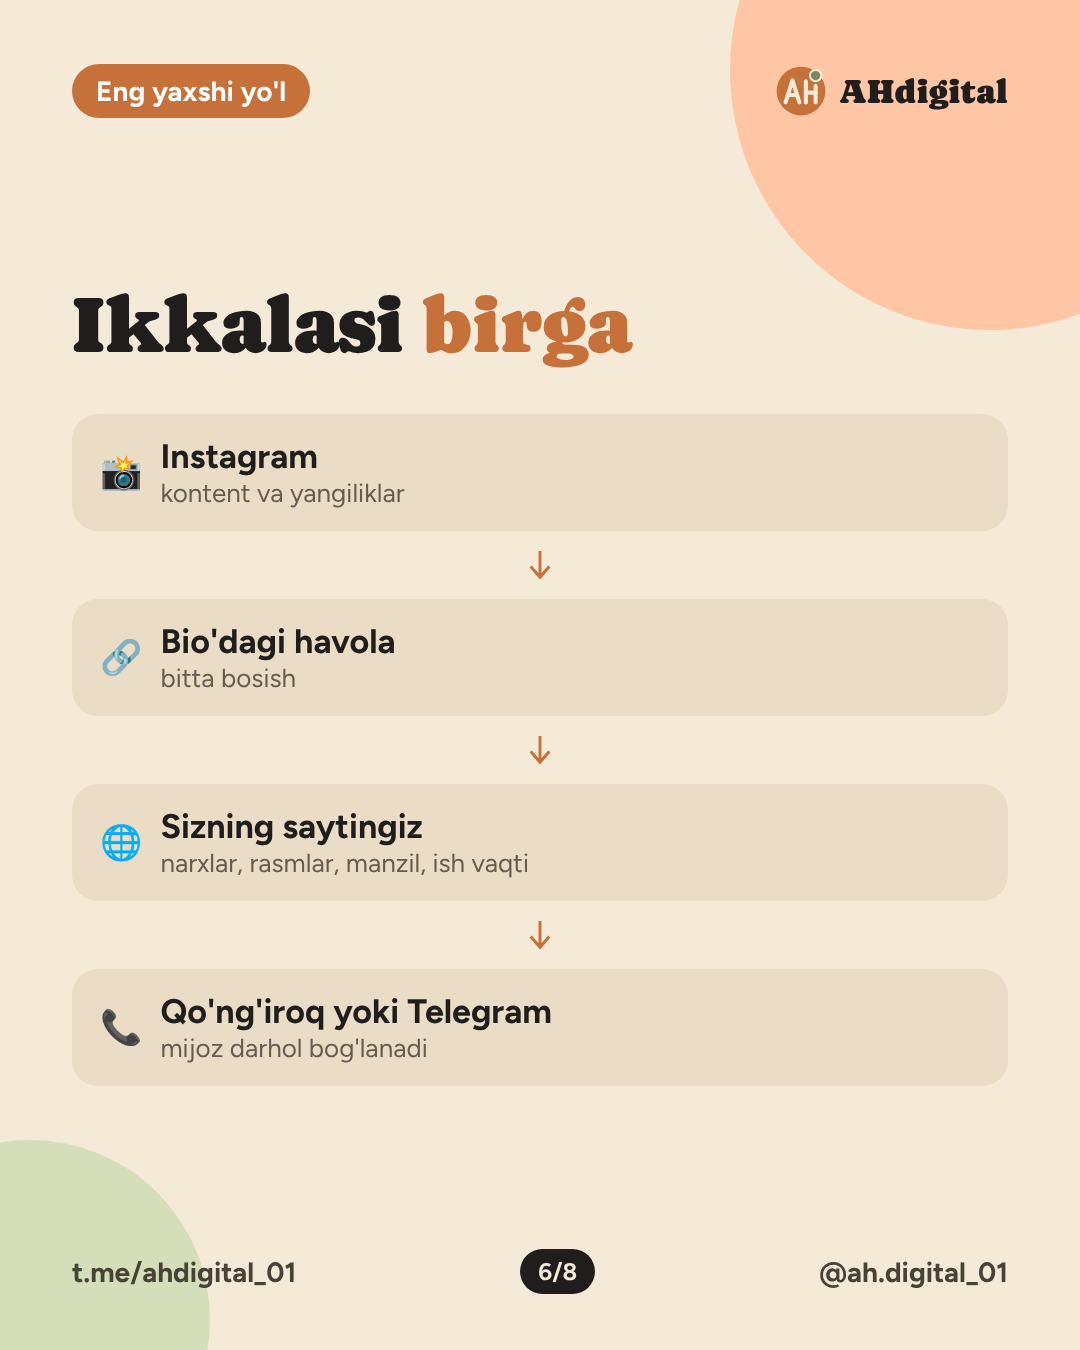 Eng yaxshi yo'l
AH AHdigital
Ikkalasi birga
Instagram
kontent va yangiliklar
Bio'dagi havola
bitta bosish
Sizning saytingiz
narxlar, rasmlar, manzil, ish vaqti
Qo'ng'iroq yoki Telegram
mijoz darhol bog'lanadi
t.me/ahdigital_01
6/8
@ah.digital_01